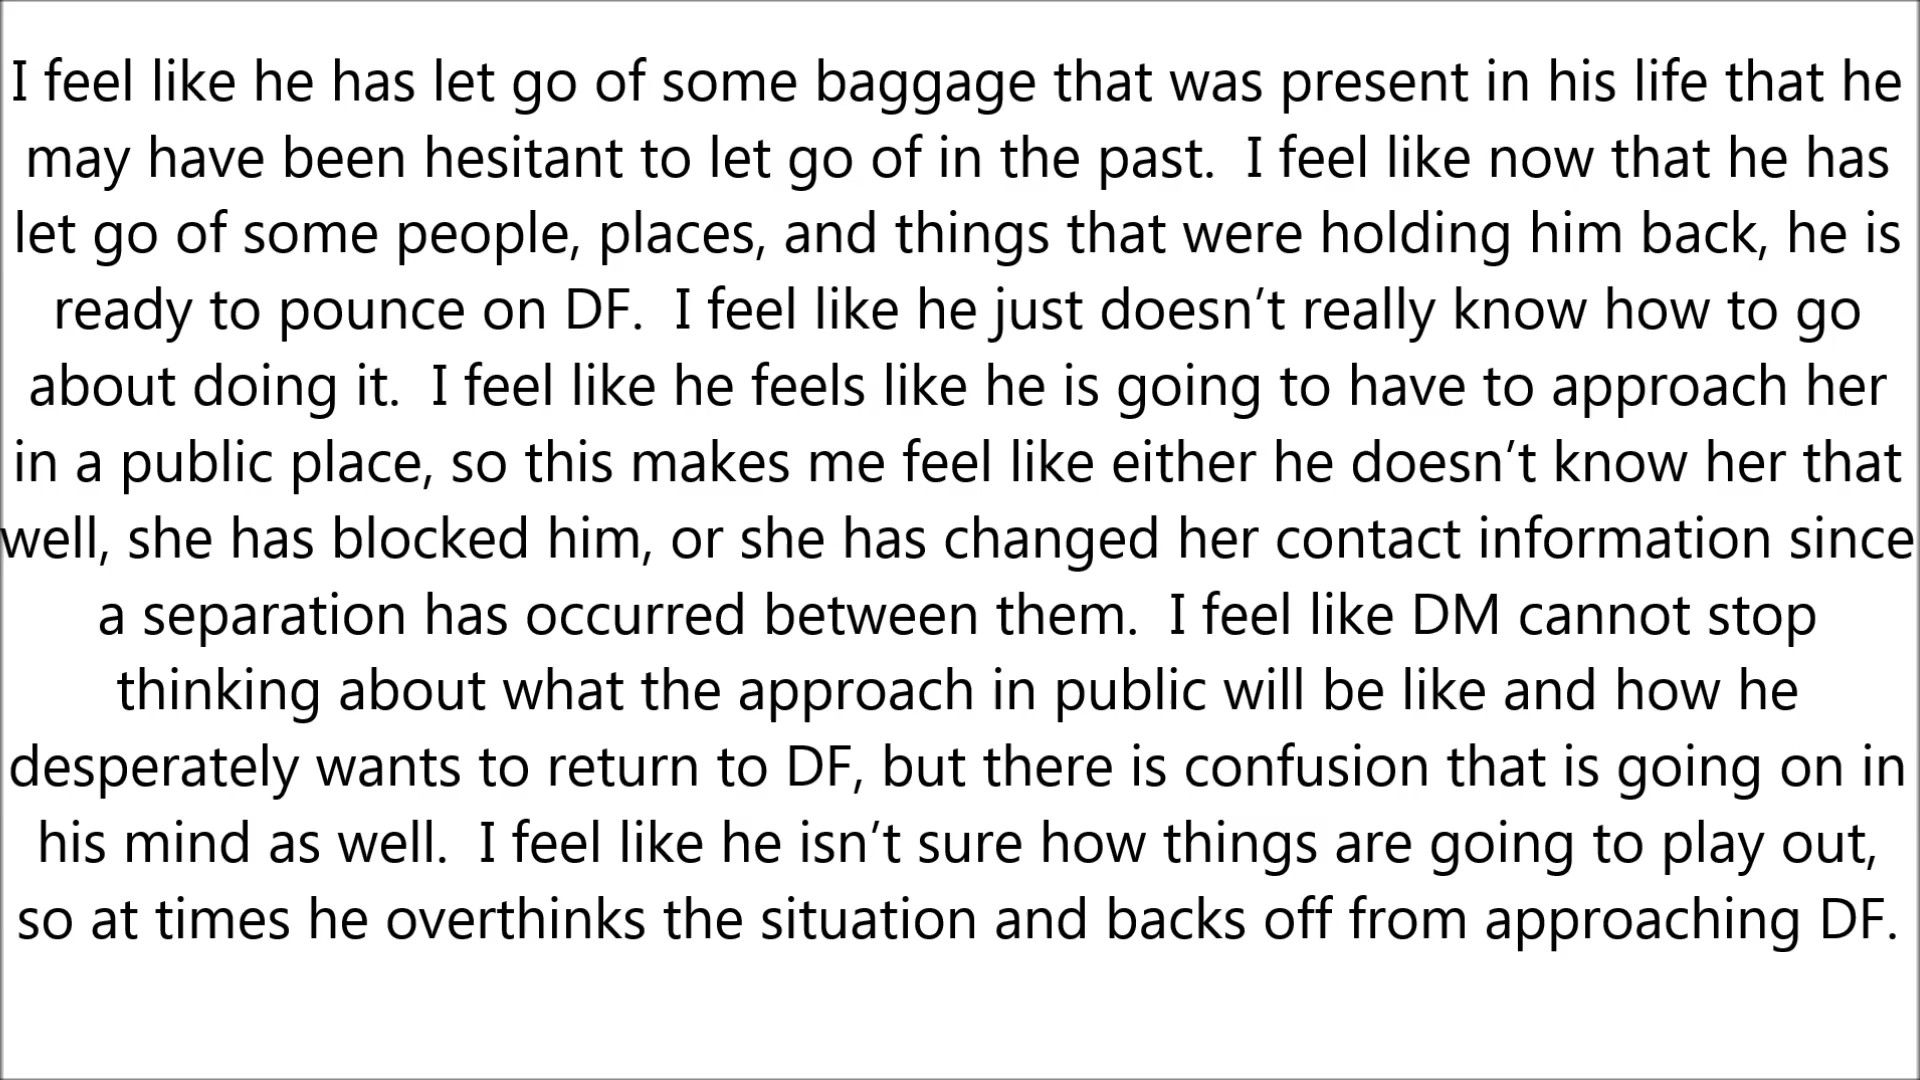 I feel like he has let go of some baggage that was present in his life that he
may have been hesitant to let go of in the past.  I feel like now that he has
let go of some people, places, and things that were holding him back, he is
ready to pounce on DF.  I feel like he just doesn’t really know how to go
about doing it.  I feel like he feels like he is going to have to approach her
in a public place, so this makes me feel like either he doesn’t know her that
well, she has blocked him, or she has changed her contact information since
a separation has occurred between them.  I feel like DM cannot stop
thinking about what the approach in public will be like and how he
desperately wants to return to DF, but there is confusion that is going on in
his mind as well.  I feel like he isn’t sure how things are going to play out,
so at times he overthinks the situation and backs off from approaching DF.